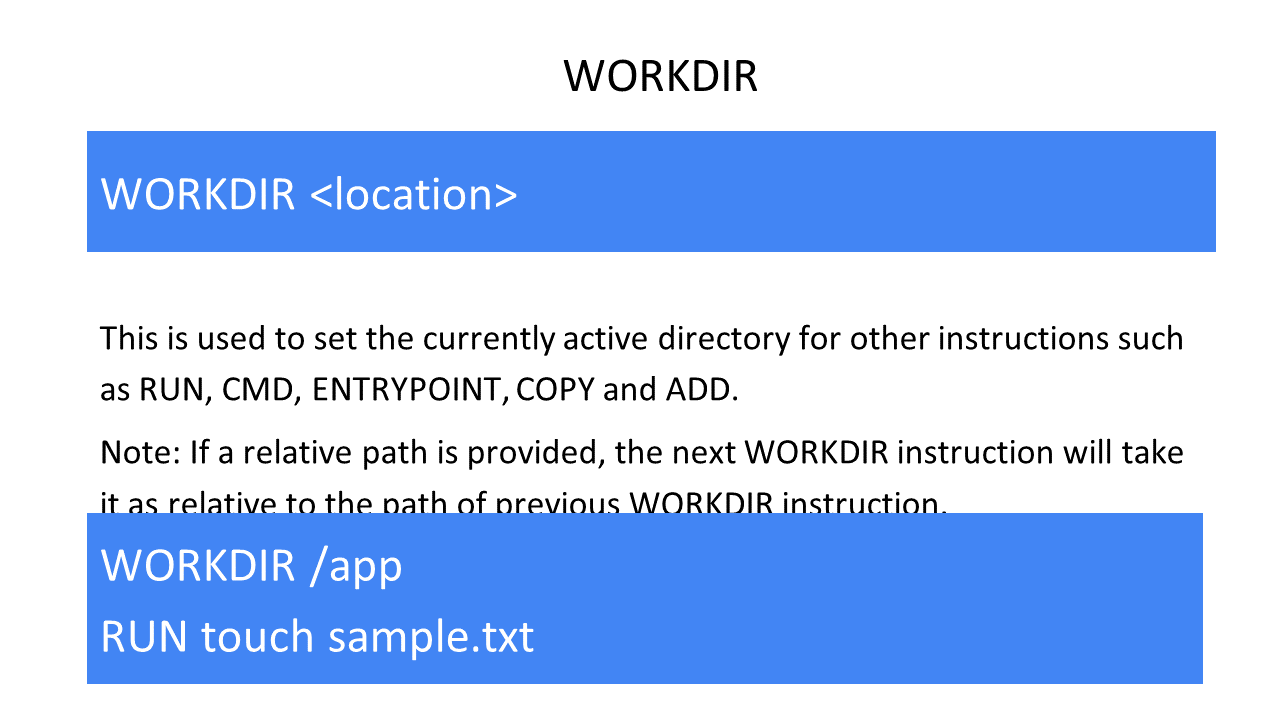 WORKDIR
WORKDIR <location>
This is used to set the currently active directory for other instructions such
as RUN, CMD, ENTRYPOINT, COPY and ADD.
Note: If a relative path is provided, the next WORKDIR instruction will take
it as relative to the path of previous WORKDIR instruction.
WORKDIR /app
RUN touch sample.txt